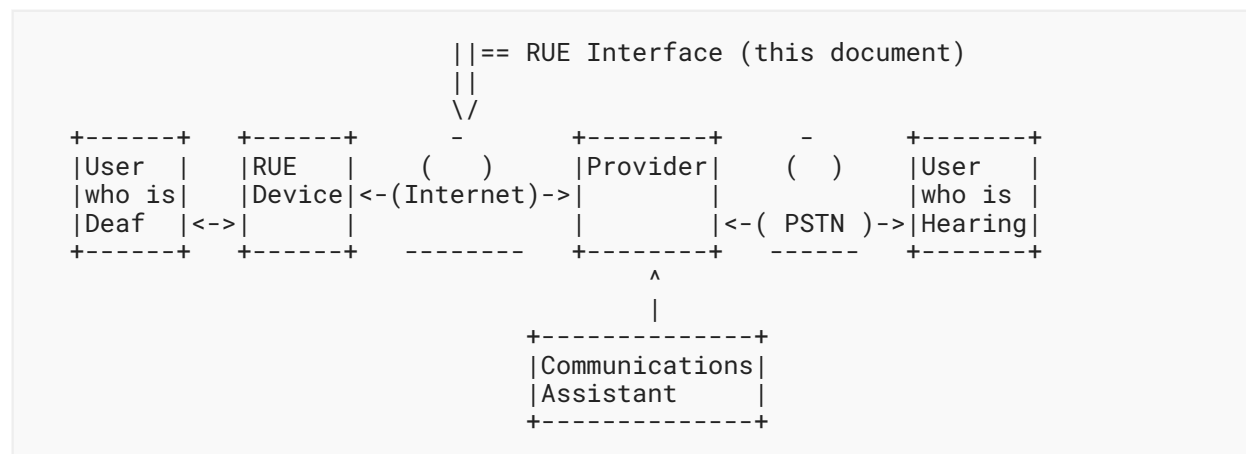 ||== RUE Interface (this document)
                         ||
                         \/
+------+   +------+      -       +--------+     -      +-------+
|User  |   |RUE   |    (   )     |Provider|   (  )     |User   |
|who is|   |Device|<-(Internet)->|        |            |who is |
|Deaf  |<->|      |              |        |<-( PSTN )->|Hearing|
+------+   +------+   --------   +--------+   ------   +-------+
                                      ^
                                      |
                              +--------------+
                              |Communications|
                              |Assistant     |
                              +--------------+